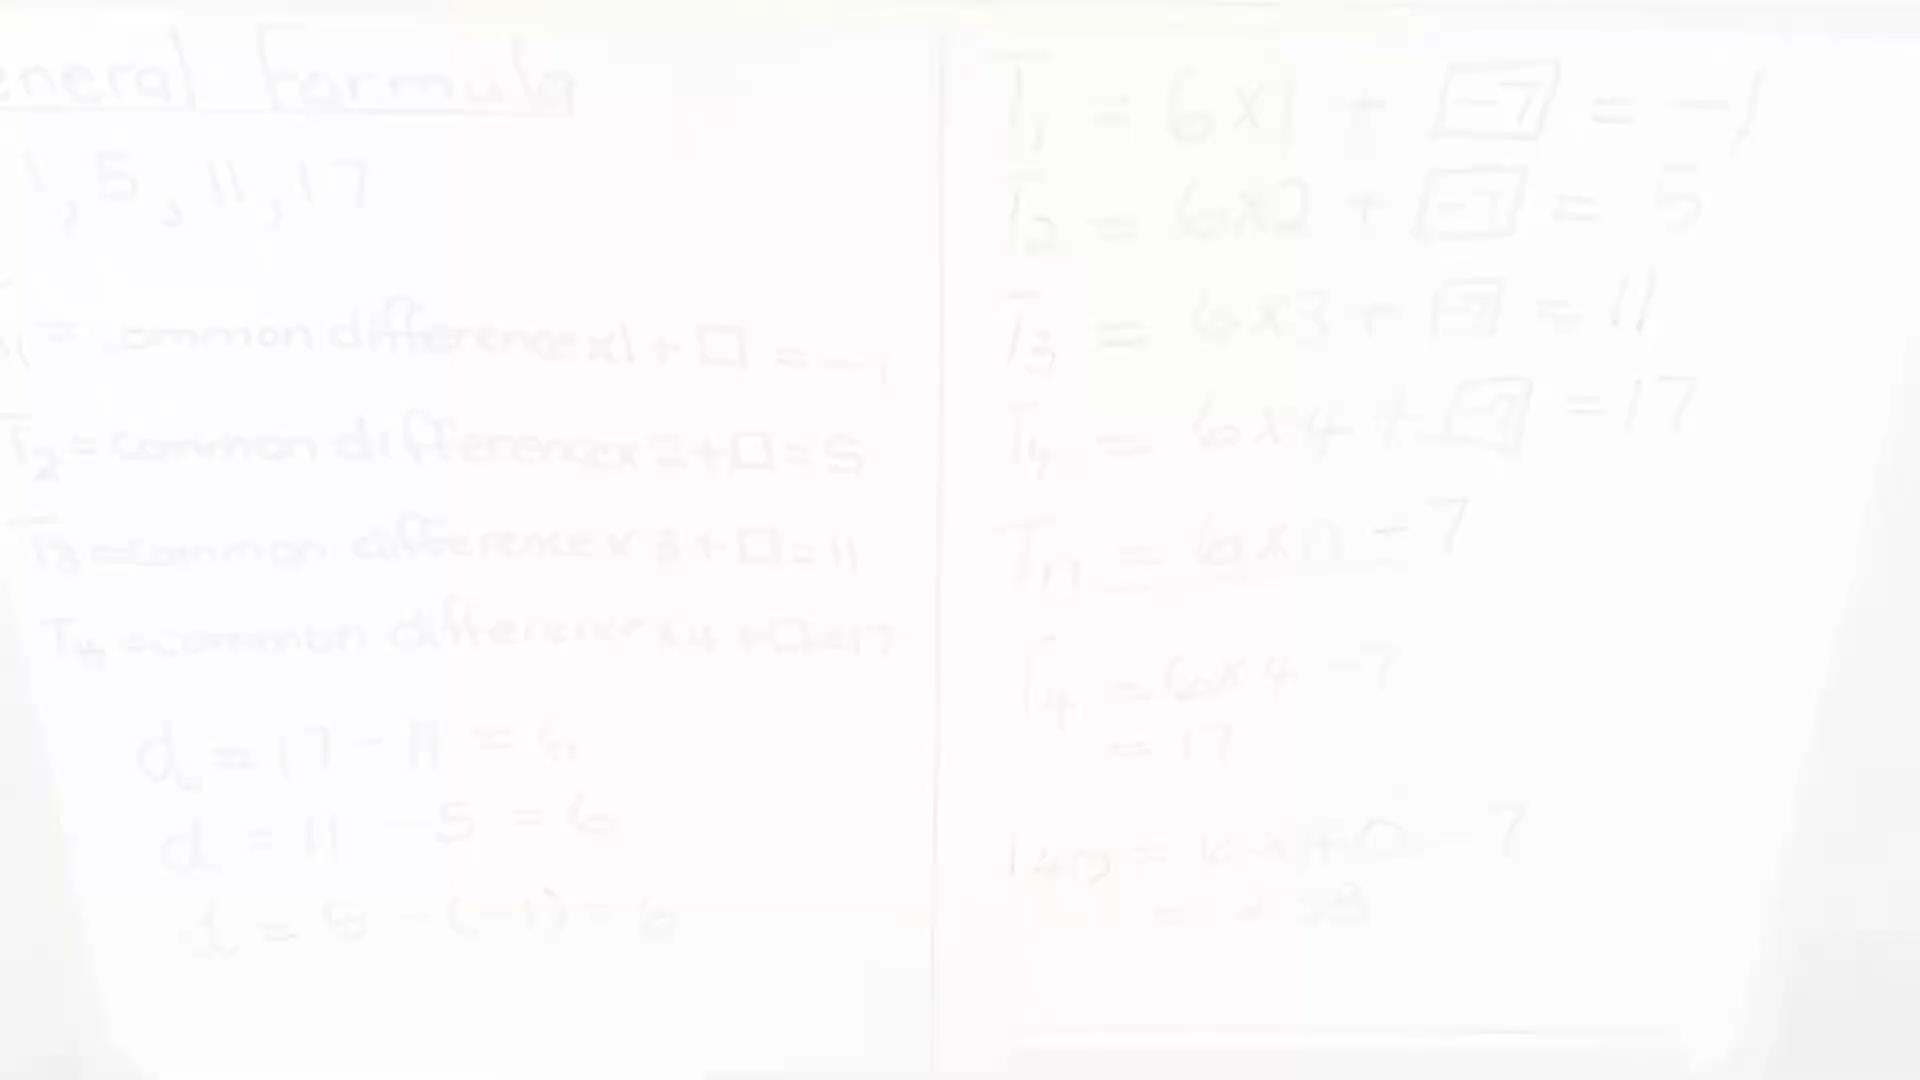 eneral Formula
1, 5, 11, 17
= common difference x1 + □ = -1
T2 = common difference x 2 + □ = 5
T3 = common difference x 3 + □ = 11
T4 = common difference x 4 + □ = 17
d = 17 - 11 = 6
d = 11 - 5 = 6
d = 5 - (-1) = 6
T1 = 6 x 1 + -7 = -1
T2 = 6 x 2 + -7 = 5
T3 = 6 x 3 + -7 = 11
T4 = 6 x 4 + -7 = 17
Tn = 6 x n - 7
T4 = 6 x 4 - 7
= 17
T40 = 6 x 40 - 7
= 233